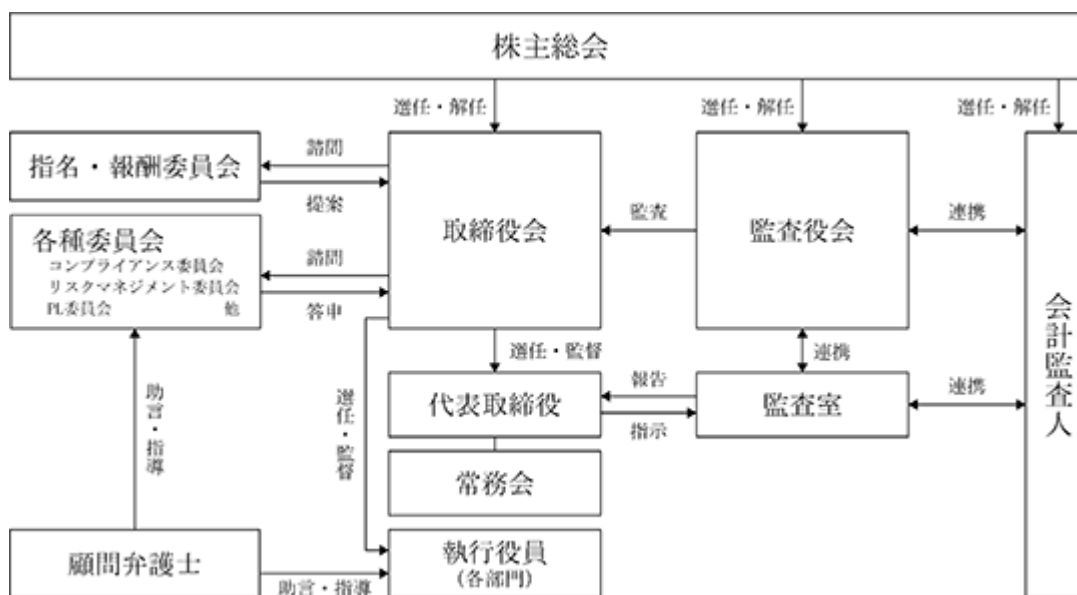 株主総会
選任・解任
選任・解任
選任・解任
指名・報酬委員会
諮問
提案
取締役会
監査
監査役会
連携
各種委員会
コンプライアンス委員会
リスクマネジメント委員会
PL委員会 他
諮問
答申
選任・監督
連携
会計監査人
代表取締役
報告
指示
監査室
連携
助言・指導
選任・監督
常務会
顧問弁護士
助言・指導
執行役員
(各部門)